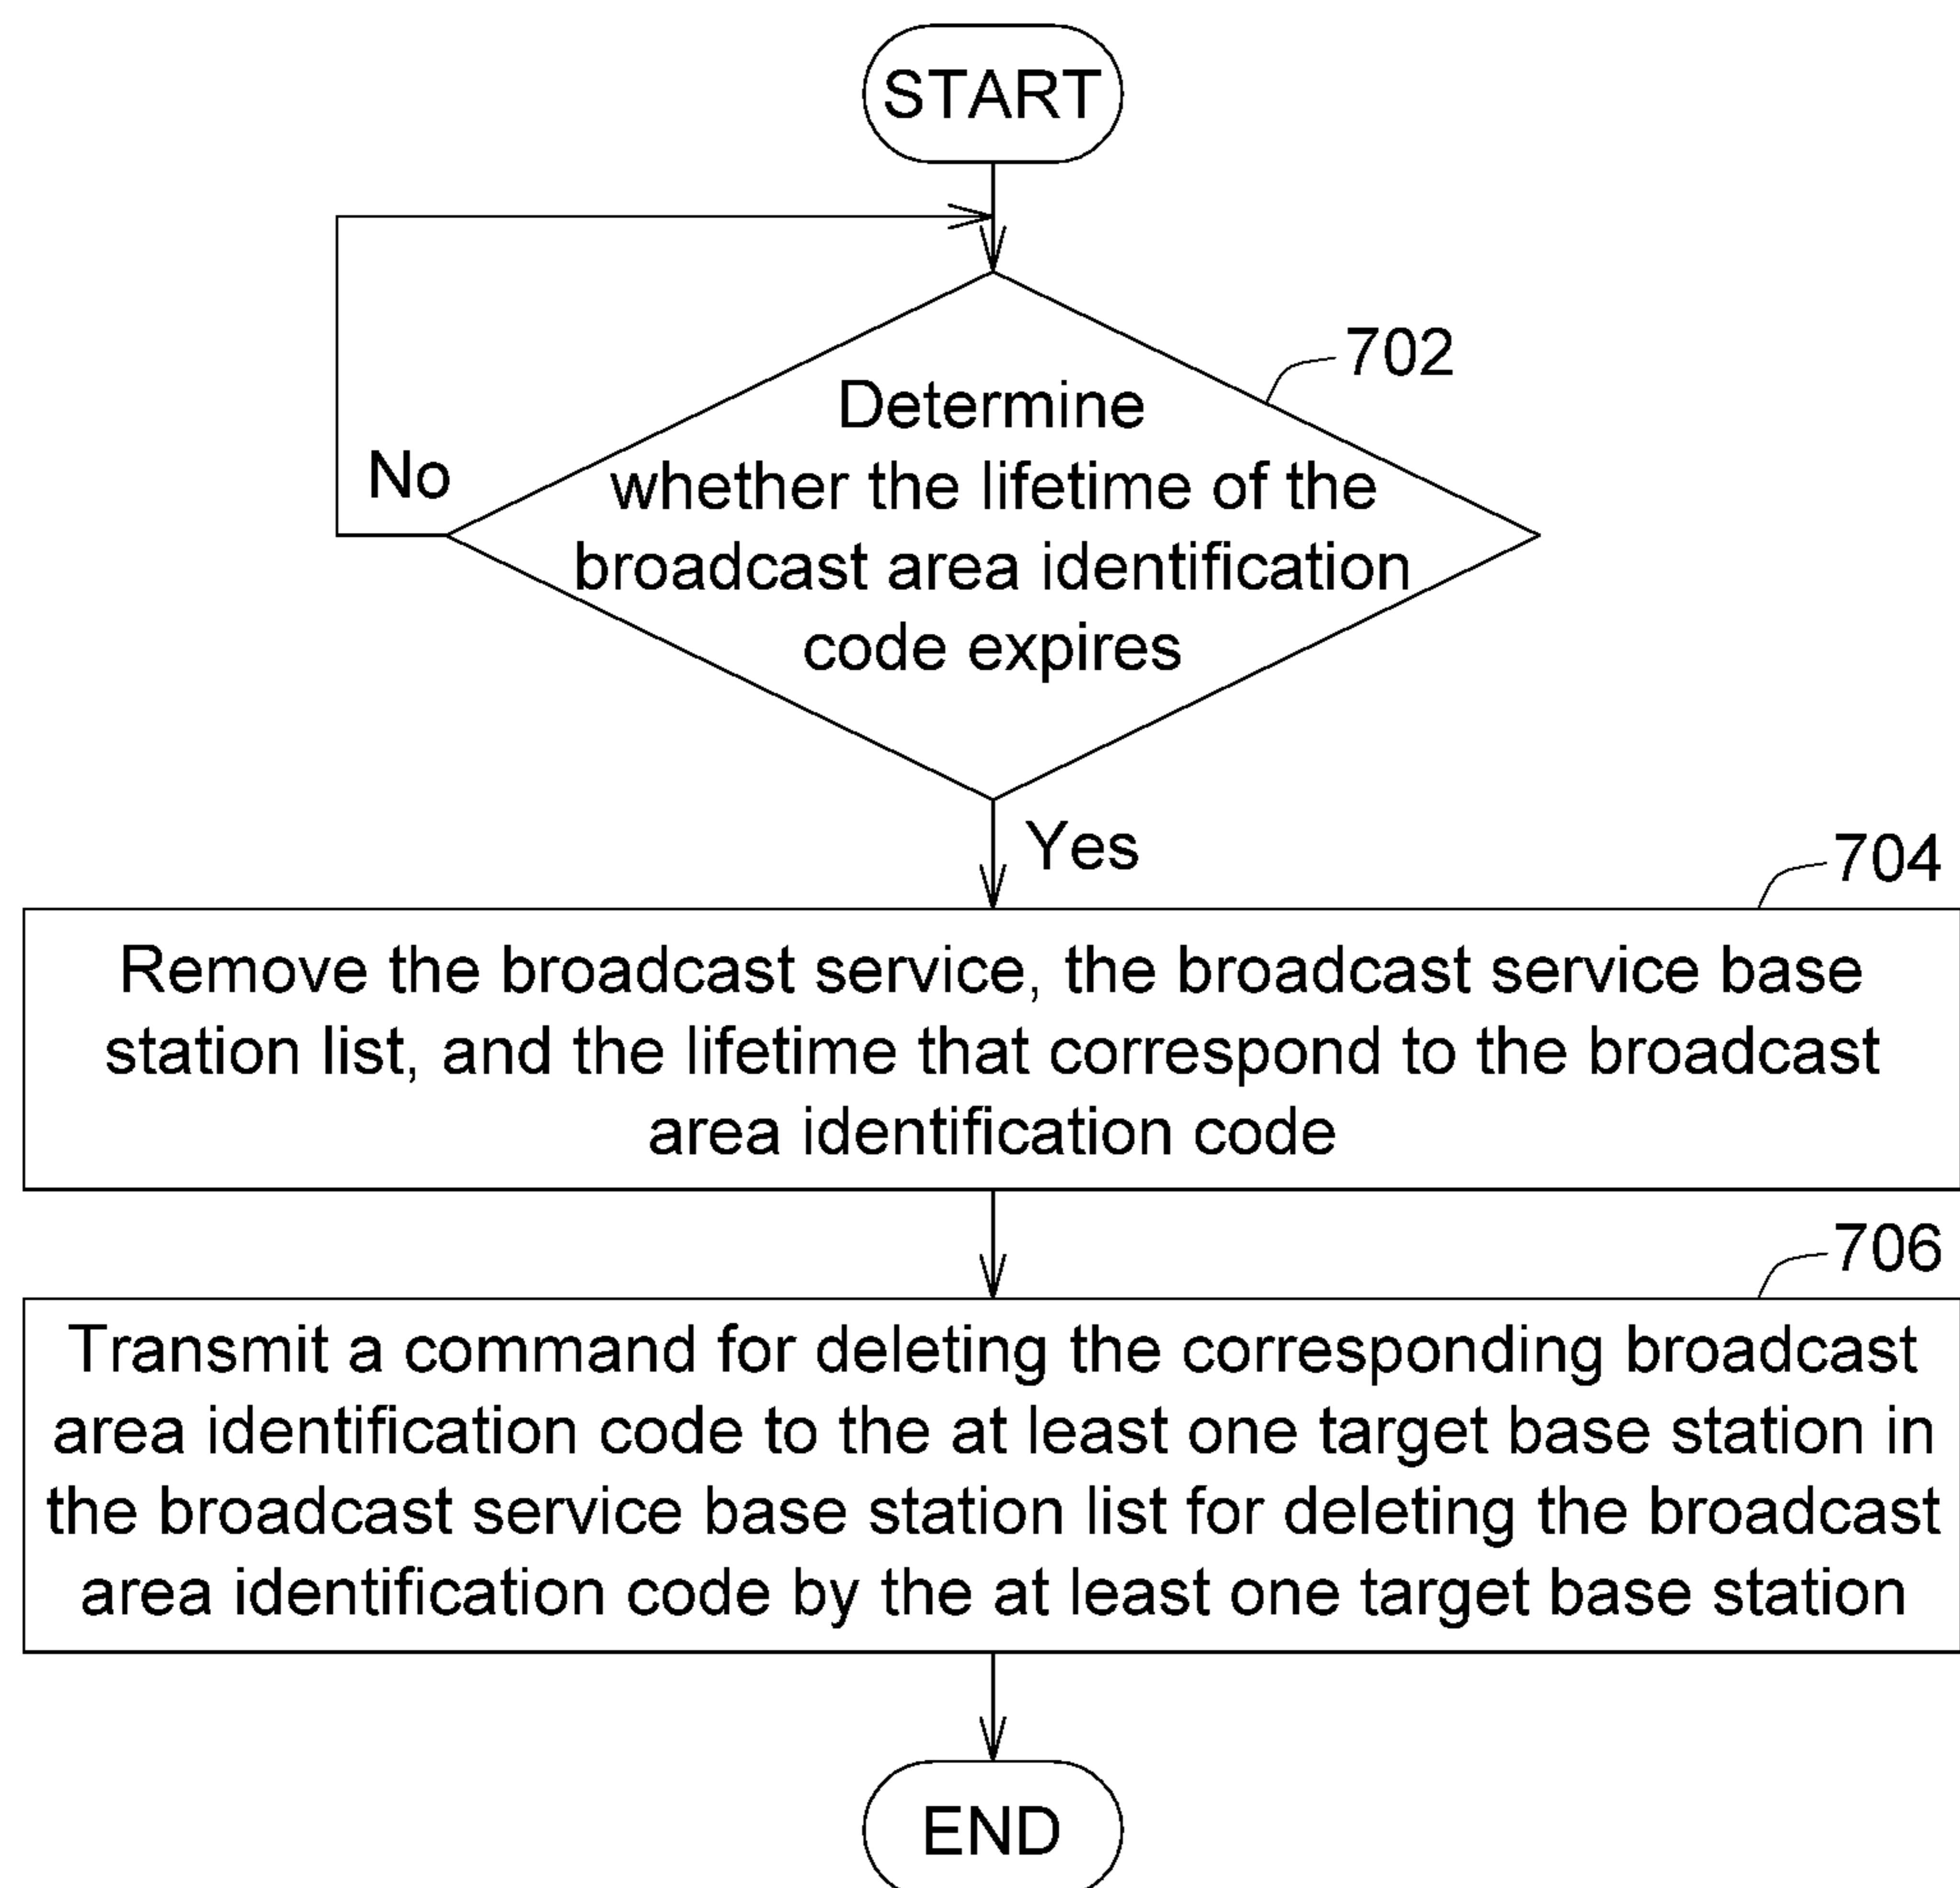 START
702
Determine
whether the lifetime of the
broadcast area identification
code expires
No
Yes
704
Remove the broadcast service, the broadcast service base
station list, and the lifetime that correspond to the broadcast
area identification code
706
Transmit a command for deleting the corresponding broadcast
area identification code to the at least one target base station in
the broadcast service base station list for deleting the broadcast
area identification code by the at least one target base station
END